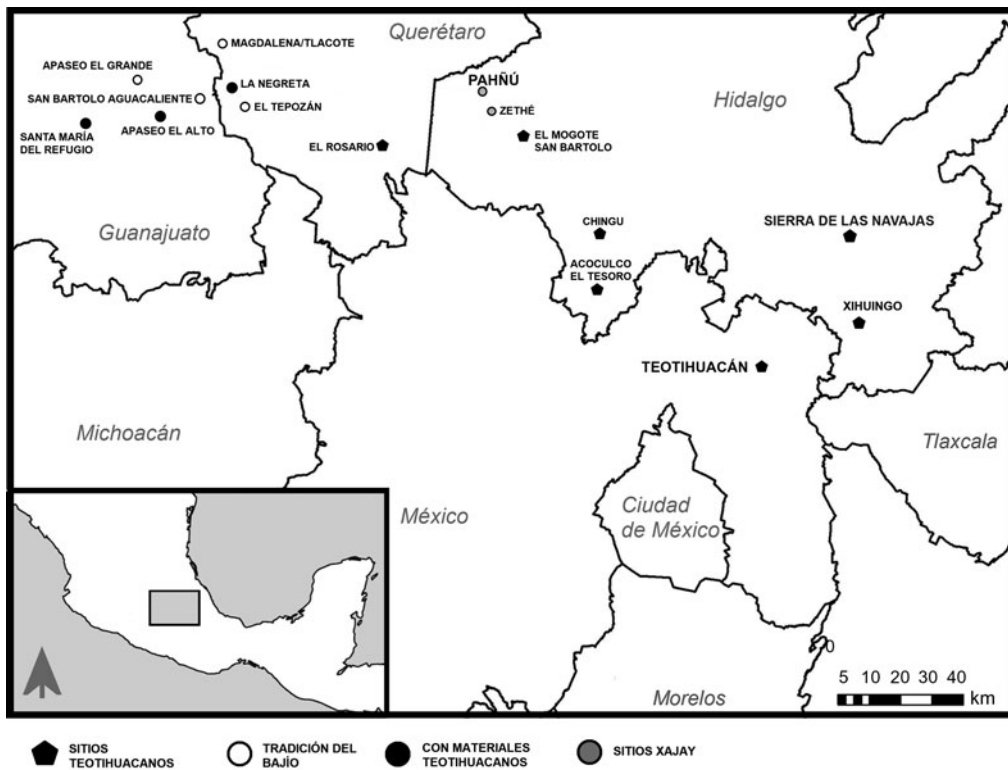 Querétaro
MAGDALENA/TLACOTE
APASEO EL GRANDE
LA NEGRETA
PAHÑÚ
SAN BARTOLO AGUACALIENTE
EL TEPOZÁN
ZETHÉ
Hidalgo
SANTA MARÍA
DEL REFUGIO
APASEO EL ALTO
EL ROSARIO
EL MOGOTE
SAN BARTOLO
Guanajuato
CHINGU
SIERRA DE LAS NAVAJAS
ACOCULCO
EL TESORO
XIHUINGO
TEOTIHUACÁN
Michoacán
Tlaxcala
México
Ciudad
de México
Morelos
0
5 10 20 30 40
km
SITIOS
TEOTIHUACANOS
TRADICIÓN DEL
BAJÍO
CON MATERIALES
TEOTIHUACANOS
SITIOS XAJAY